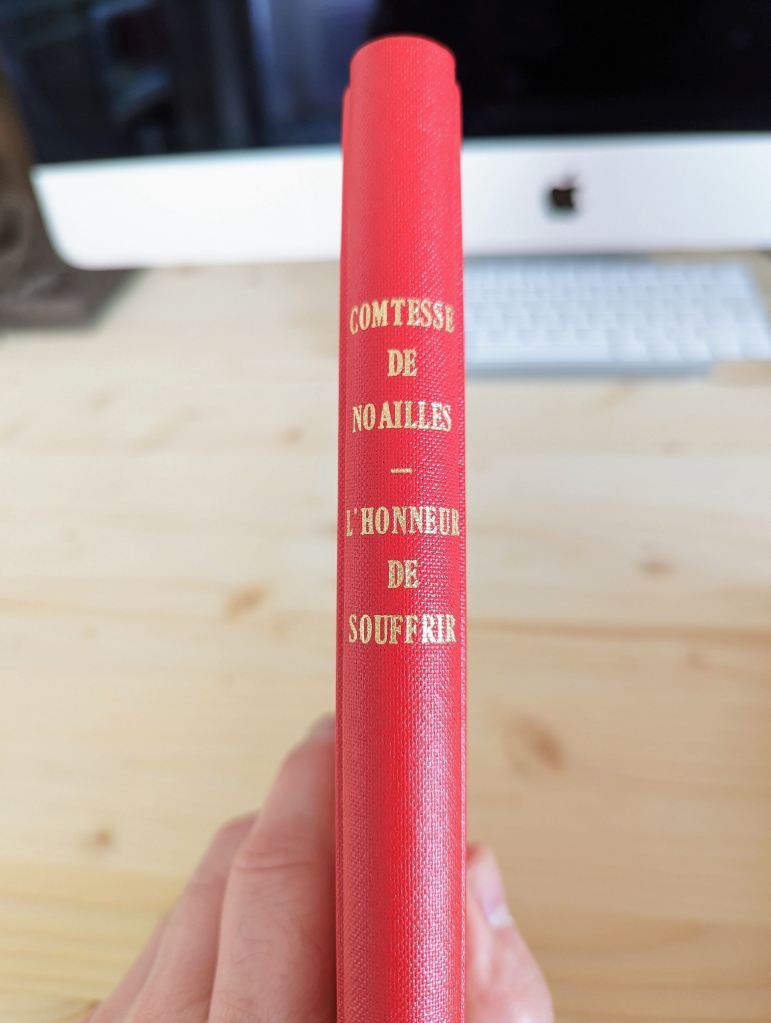 COMTESSE
DE
NOAILLES
—
L'HONNEUR
DE
SOUFFRIR